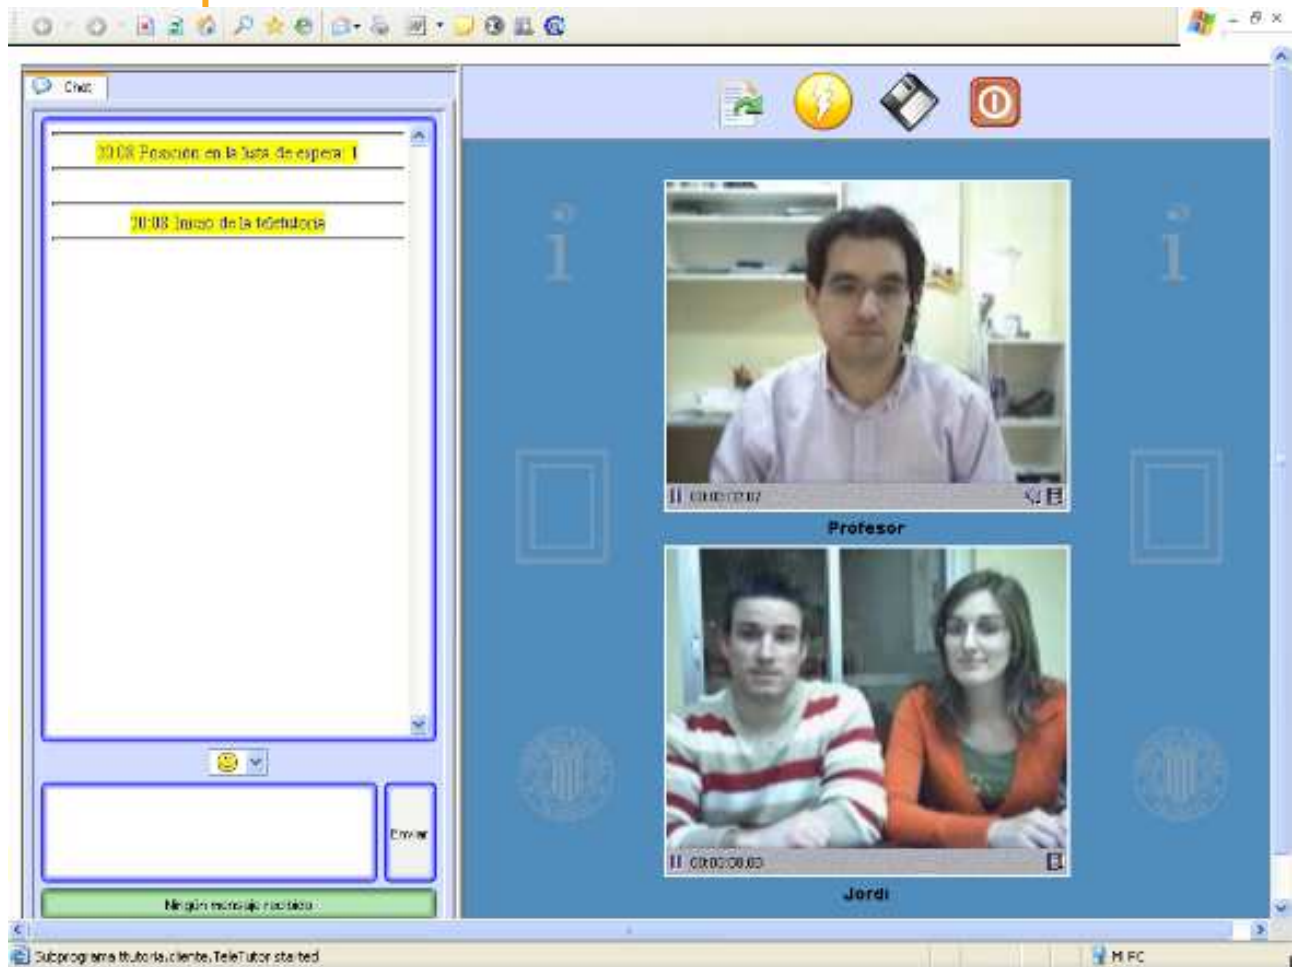 Chat
20:08 Posición en la lista de espera: 1
20:08 Inicio de la teletutoria
Enviar
Ningún mensaje recibido
Profesor
Jordi
Subprograma ttutoria.cliente.TeleTutor started
Mi PC